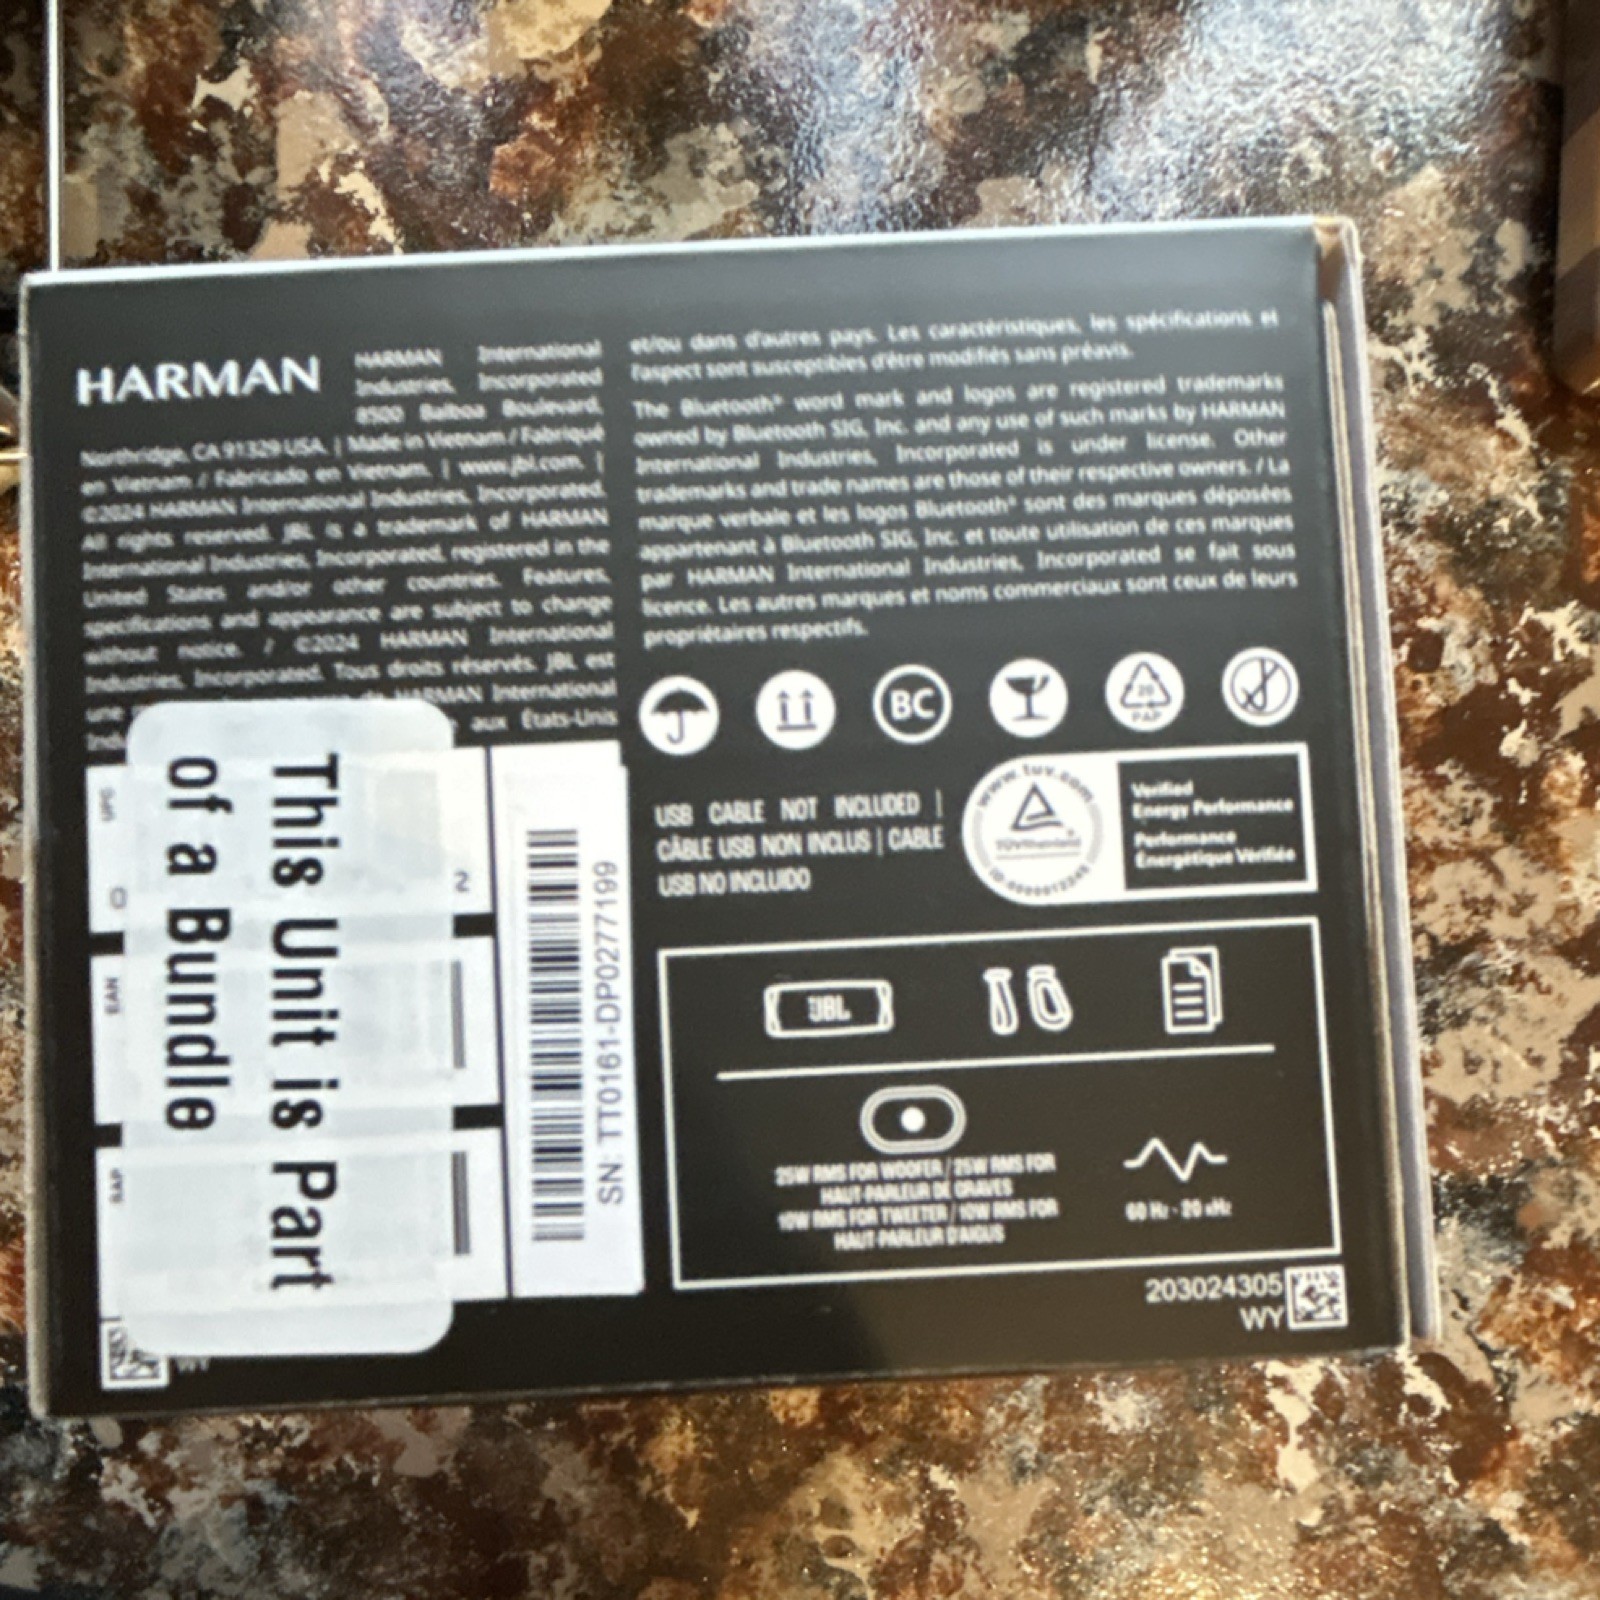 HARMAN
HARMAN International
Industries, Incorporated
8500 Balboa Boulevard,
Northridge, CA 91329 USA. | Made in Vietnam / Fabriqué
en Vietnam / Fabricado en Vietnam. | www.jbl.com. |
©2024 HARMAN International Industries, Incorporated.
All rights reserved. JBL is a trademark of HARMAN
International Industries, Incorporated, registered in the
United States and/or other countries. Features,
specifications and appearance are subject to change
without notice. / ©2024 HARMAN International
Industries, Incorporated. Tous droits réservés. JBL est
une de HARMAN International
aux États-Unis
et/ou dans d'autres pays. Les caractéristiques, les spécifications et
l'aspect sont susceptibles d'être modifiés sans préavis.
The Bluetooth® word mark and logos are registered trademarks
owned by Bluetooth SIG, Inc. and any use of such marks by HARMAN
International Industries, Incorporated is under license. Other
trademarks and trade names are those of their respective owners. / La
marque verbale et les logos Bluetooth® sont des marques déposées
appartenant à Bluetooth SIG, Inc. et toute utilisation de ces marques
par HARMAN International Industries, Incorporated se fait sous
licence. Les autres marques et noms commerciaux sont ceux de leurs
propriétaires respectifs.
BC
20
PAP
USB CABLE NOT INCLUDED |
CÂBLE USB NON INCLUS | CABLE
USB NO INCLUIDO
www.tuv.com
TÜVRheinland
Verified
Energy Performance
Performance
Énergétique Vérifiée
JBL
25W RMS FOR WOOFER / 25W RMS FOR
HAUT-PARLEUR DE GRAVES
10W RMS FOR TWEETER / 10W RMS FOR
HAUT-PARLEUR D'AIGUS
60 Hz - 20 kHz
203024305
WY
This Unit is Part
of a Bundle
UPC
0
2
EAN
SN: TT0161-DP0277199
WY